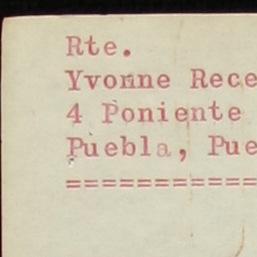 Rte.
Yvonne Rece
4 Poniente
Puebla, Pue
===========